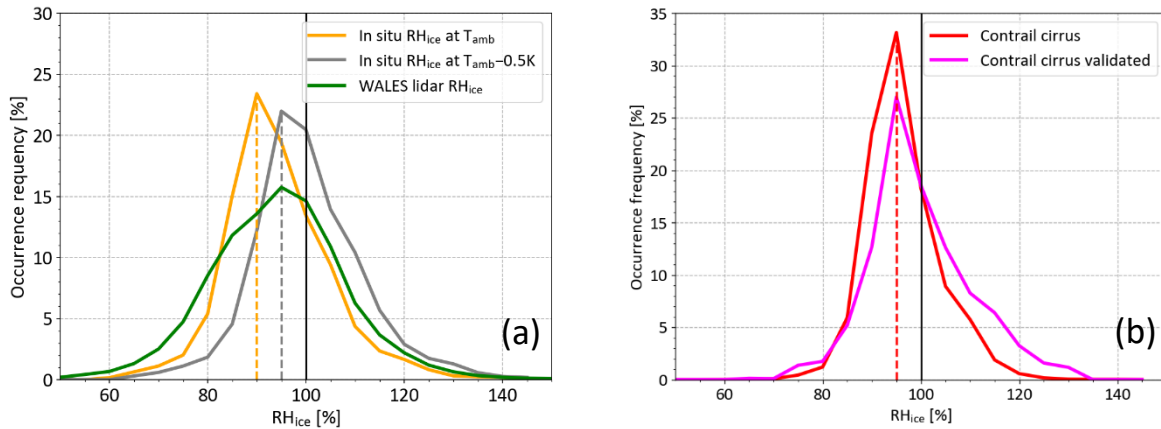 30
25
20
15
10
5
0
Occurrence requency [%]
In situ RHice at Tamb
In situ RHice at Tamb−0.5K
WALES lidar RHice
(a)
60 80 100 120 140
RHice [%]
35
30
25
20
15
10
5
0
Occurrence frequency [%]
Contrail cirrus
Contrail cirrus validated
(b)
60 80 100 120 140
RHice [%]